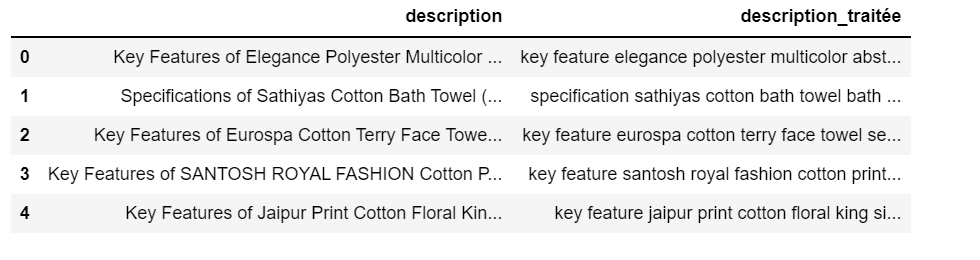 description description_traitée
0 Key Features of Elegance Polyester Multicolor ... key feature elegance polyester multicolor abst...
1 Specifications of Sathiyas Cotton Bath Towel (... specification sathiyas cotton bath towel bath ...
2 Key Features of Eurospa Cotton Terry Face Towe... key feature eurospa cotton terry face towel se...
3 Key Features of SANTOSH ROYAL FASHION Cotton P... key feature santosh royal fashion cotton print...
4 Key Features of Jaipur Print Cotton Floral Kin... key feature jaipur print cotton floral king si...